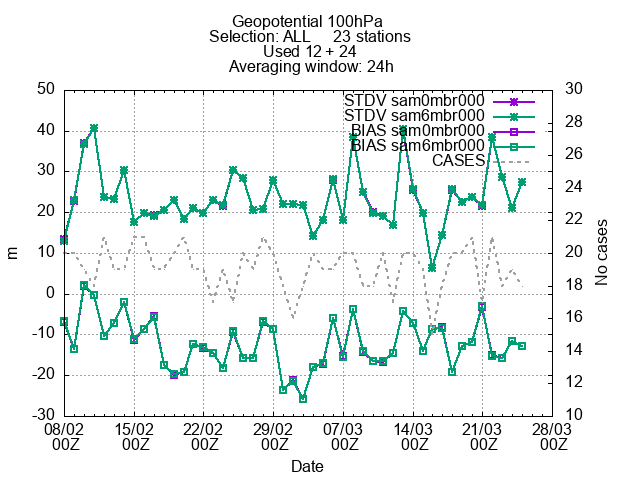 Geopotential 100hPa
Selection: ALL 23 stations
Used 12 + 24
Averaging window: 24h
50 30
STDV sam0mbr000
STDV sam6mbr000
BIAS sam0mbr000
BIAS sam6mbr000
CASES
40
30
20
10
0
-10
-20
-30
28
26
24
22
20
18
16
14
12
10
m
No cases
08/02 15/02 22/02 29/02 07/03 14/03 21/03 28/03
00Z 00Z 00Z 00Z 00Z 00Z 00Z 00Z
Date